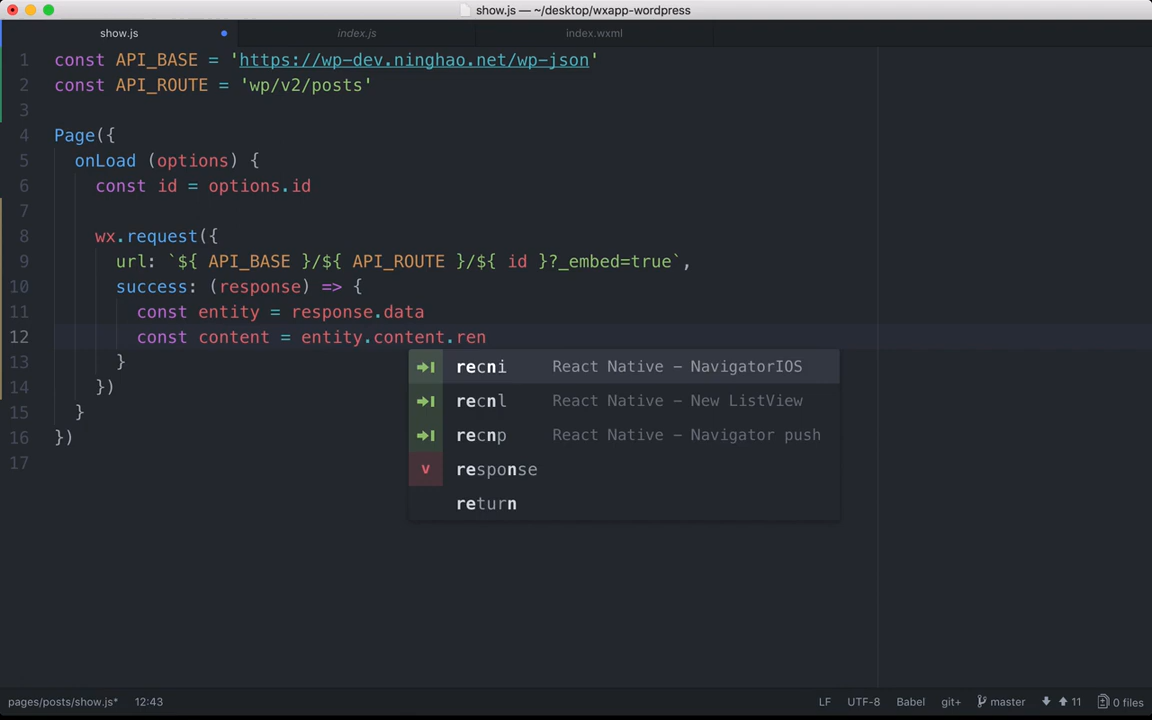 show.js — ~/desktop/wxapp-wordpress
show.js index.js index.wxml
1 const API_BASE = 'https://wp-dev.ninghao.net/wp-json'
2 const API_ROUTE = 'wp/v2/posts'
3
4 Page({
5 onLoad (options) {
6 const id = options.id
7
8 wx.request({
9 url: `${ API_BASE }/${ API_ROUTE }/${ id }?_embed=true`,
10 success: (response) => {
11 const entity = response.data
12 const content = entity.content.ren
13 }
14 })
15 }
16 })
17
recni React Native – NavigatorIOS
recnl React Native – New ListView
recnp React Native – Navigator push
v response
return
pages/posts/show.js* 12:43 LF UTF-8 Babel git+ master 11 0 files